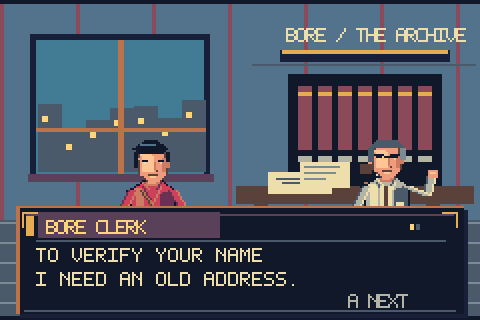 BORE / THE ARCHIVE
BORE CLERK
TO VERIFY YOUR NAME
I NEED AN OLD ADDRESS.
A NEXT